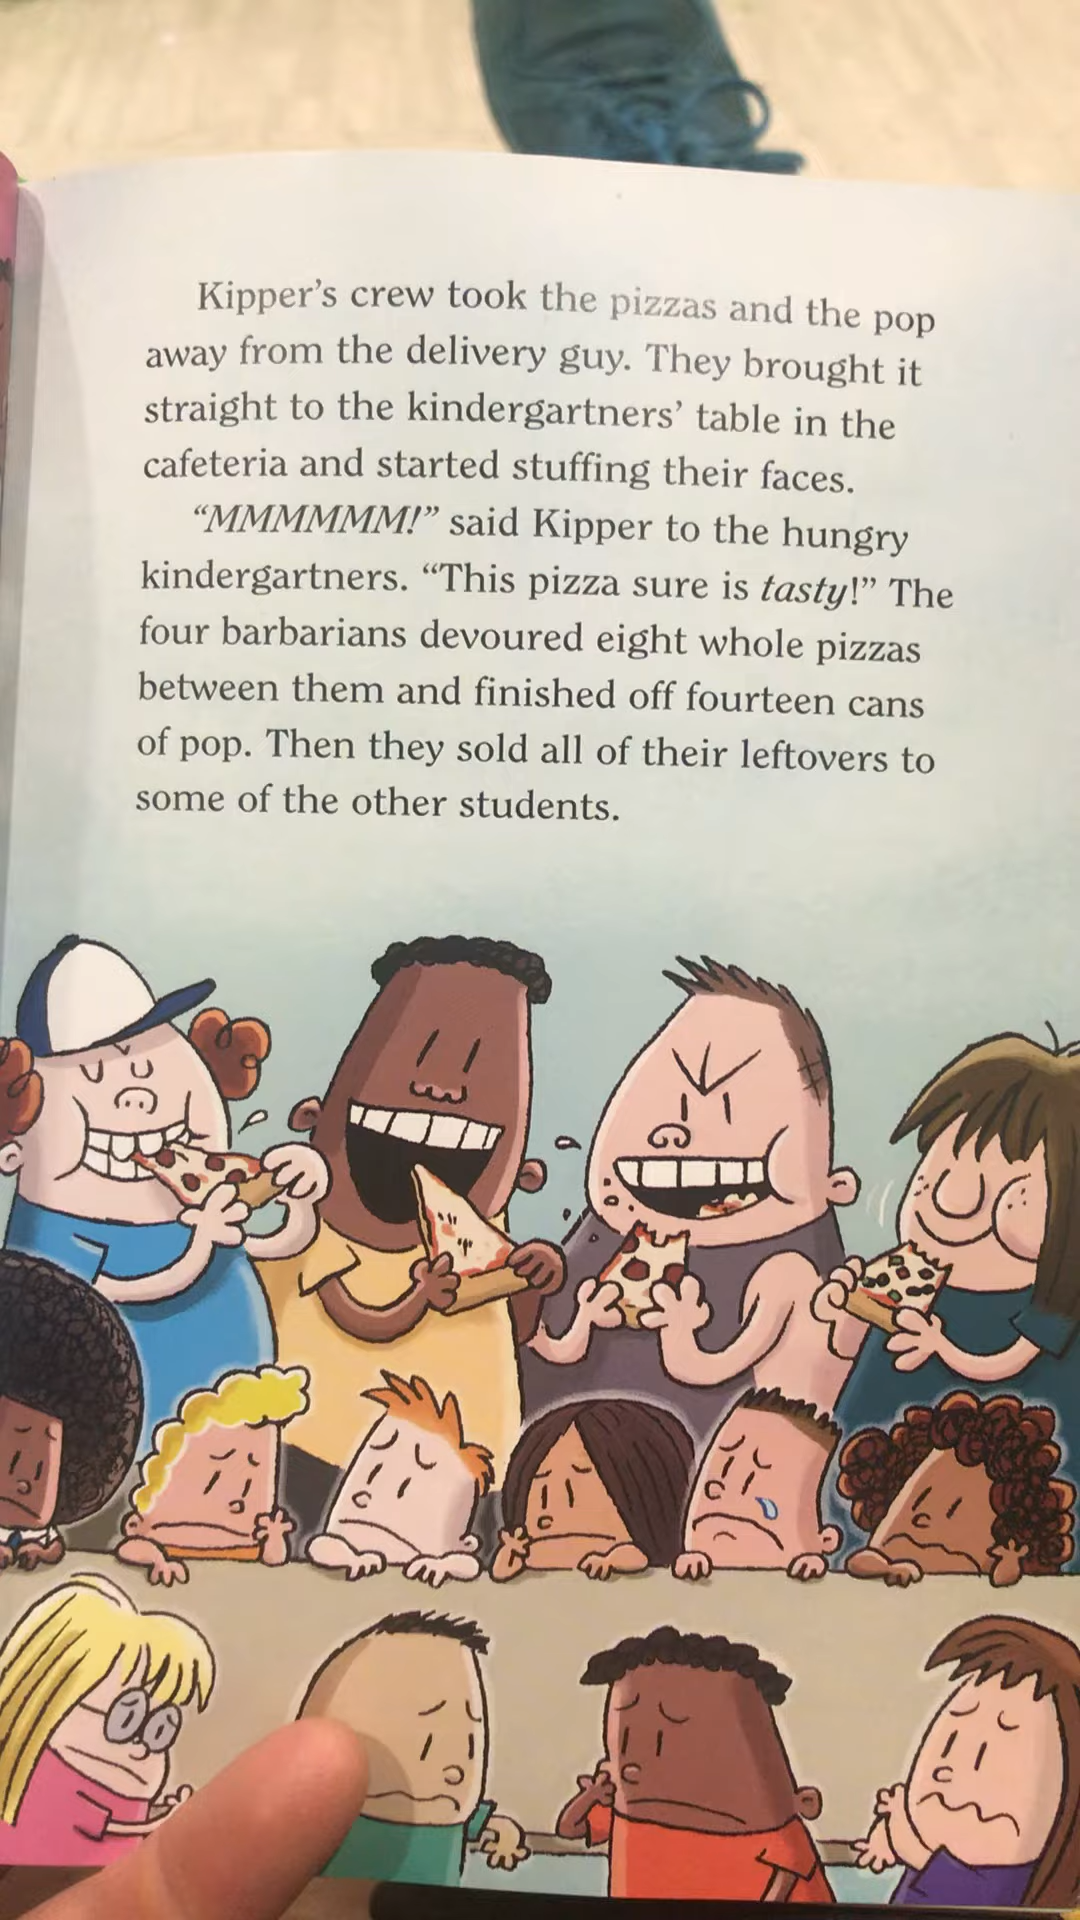 Kipper’s crew took the pizzas and the pop
away from the delivery guy. They brought it
straight to the kindergartners’ table in the
cafeteria and started stuffing their faces.
“MMMMMM!” said Kipper to the hungry
kindergartners. “This pizza sure is tasty!” The
four barbarians devoured eight whole pizzas
between them and finished off fourteen cans
of pop. Then they sold all of their leftovers to
some of the other students.